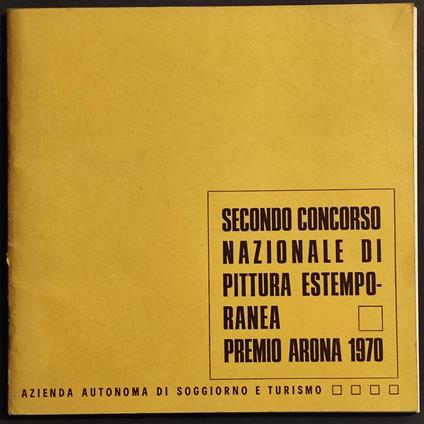 SECONDO CONCORSO
NAZIONALE DI
PITTURA ESTEMPO-
RANEA
PREMIO ARONA 1970
AZIENDA AUTONOMA DI SOGGIORNO E TURISMO